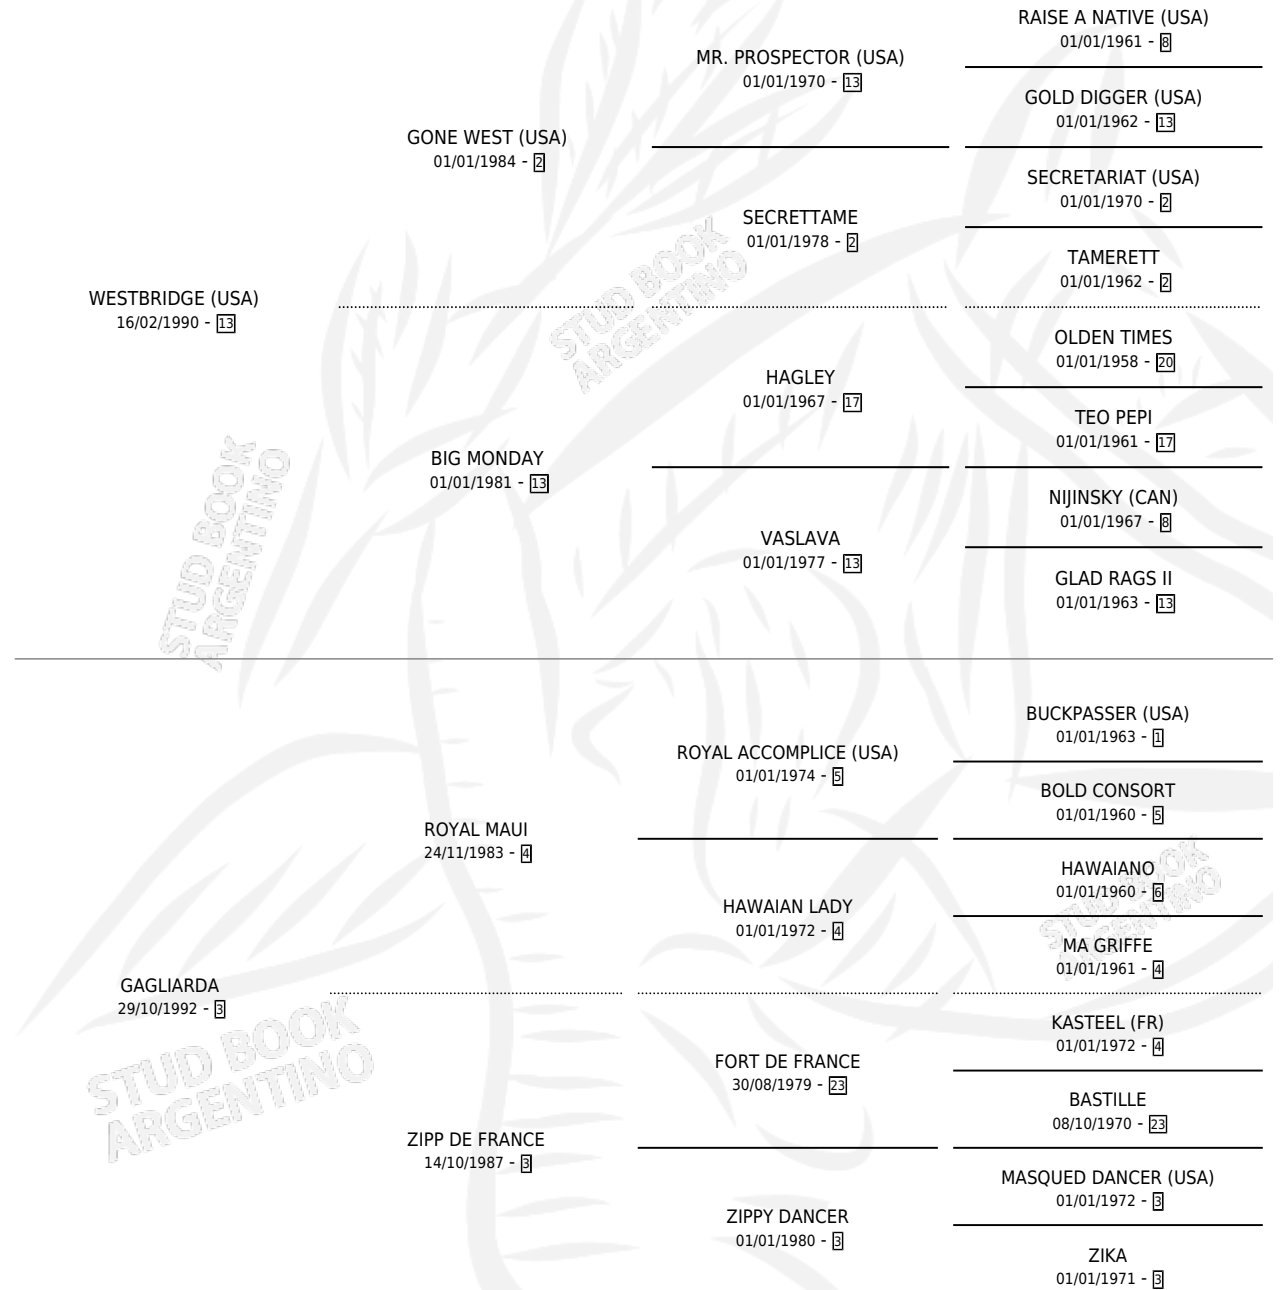 RAISE A NATIVE (USA)
01/01/1961 - 8
MR. PROSPECTOR (USA)
01/01/1970 - 13
GOLD DIGGER (USA)
01/01/1962 - 13
GONE WEST (USA)
01/01/1984 - 2
SECRETARIAT (USA)
01/01/1970 - 2
SECRETTAME
01/01/1978 - 2
TAMERETT
01/01/1962 - 2
WESTBRIDGE (USA)
16/02/1990 - 13
STUD BOOK
ARGENTINO
OLDEN TIMES
01/01/1958 - 20
HAGLEY
01/01/1967 - 17
TEO PEPI
01/01/1961 - 17
BIG MONDAY
01/01/1981 - 13
NIJINSKY (CAN)
01/01/1967 - 8
VASLAVA
01/01/1977 - 13
GLAD RAGS II
01/01/1963 - 13
STUD BOOK
ARGENTINO
BUCKPASSER (USA)
01/01/1963 - 1
ROYAL ACCOMPLICE (USA)
01/01/1974 - 5
BOLD CONSORT
01/01/1960 - 5
ROYAL MAUI
24/11/1983 - 4
HAWAIANO
01/01/1960 - 6
HAWAIAN LADY
01/01/1972 - 4
STUD BOOK
ARGENTINO
MA GRIFFE
01/01/1961 - 4
GAGLIARDA
29/10/1992 - 3
STUD BOOK
ARGENTINO
KASTEEL (FR)
01/01/1972 - 4
FORT DE FRANCE
30/08/1979 - 23
BASTILLE
08/10/1970 - 23
ZIPP DE FRANCE
14/10/1987 - 3
MASQUED DANCER (USA)
01/01/1972 - 3
ZIPPY DANCER
01/01/1980 - 3
ZIKA
01/01/1971 - 3